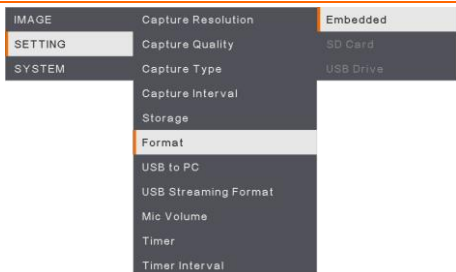 IMAGE
SETTING
SYSTEM
Capture Resolution
Capture Quality
Capture Type
Capture Interval
Storage
Format
USB to PC
USB Streaming Format
Mic Volume
Timer
Timer Interval
Embedded
SD Card
USB Drive